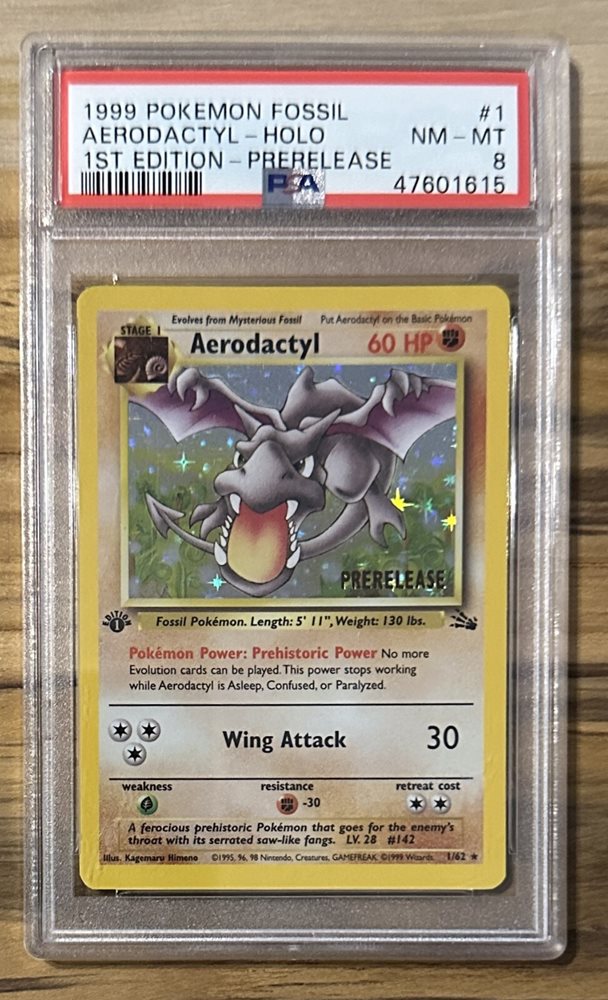 1999 POKEMON FOSSIL #1
AERODACTYL - HOLO NM - MT
1ST EDITION - PRERELEASE 8
PSA 47601615
Evolves from Mysterious Fossil Put Aerodactyl on the Basic Pokémon
STAGE 1
Aerodactyl 60 HP
PRERELEASE
EDITION 1
Fossil Pokémon. Length: 5' 11", Weight: 130 lbs.
Pokémon Power: Prehistoric Power No more
Evolution cards can be played. This power stops working
while Aerodactyl is Asleep, Confused, or Paralyzed.
Wing Attack 30
weakness resistance retreat cost
-30
A ferocious prehistoric Pokémon that goes for the enemy's
throat with its serrated saw-like fangs. LV. 28 #142
Illus. Kagemaru Himeno ©1995, 96, 98 Nintendo, Creatures, GAMEFREAK. ©1999 Wizards. 1/62 ★